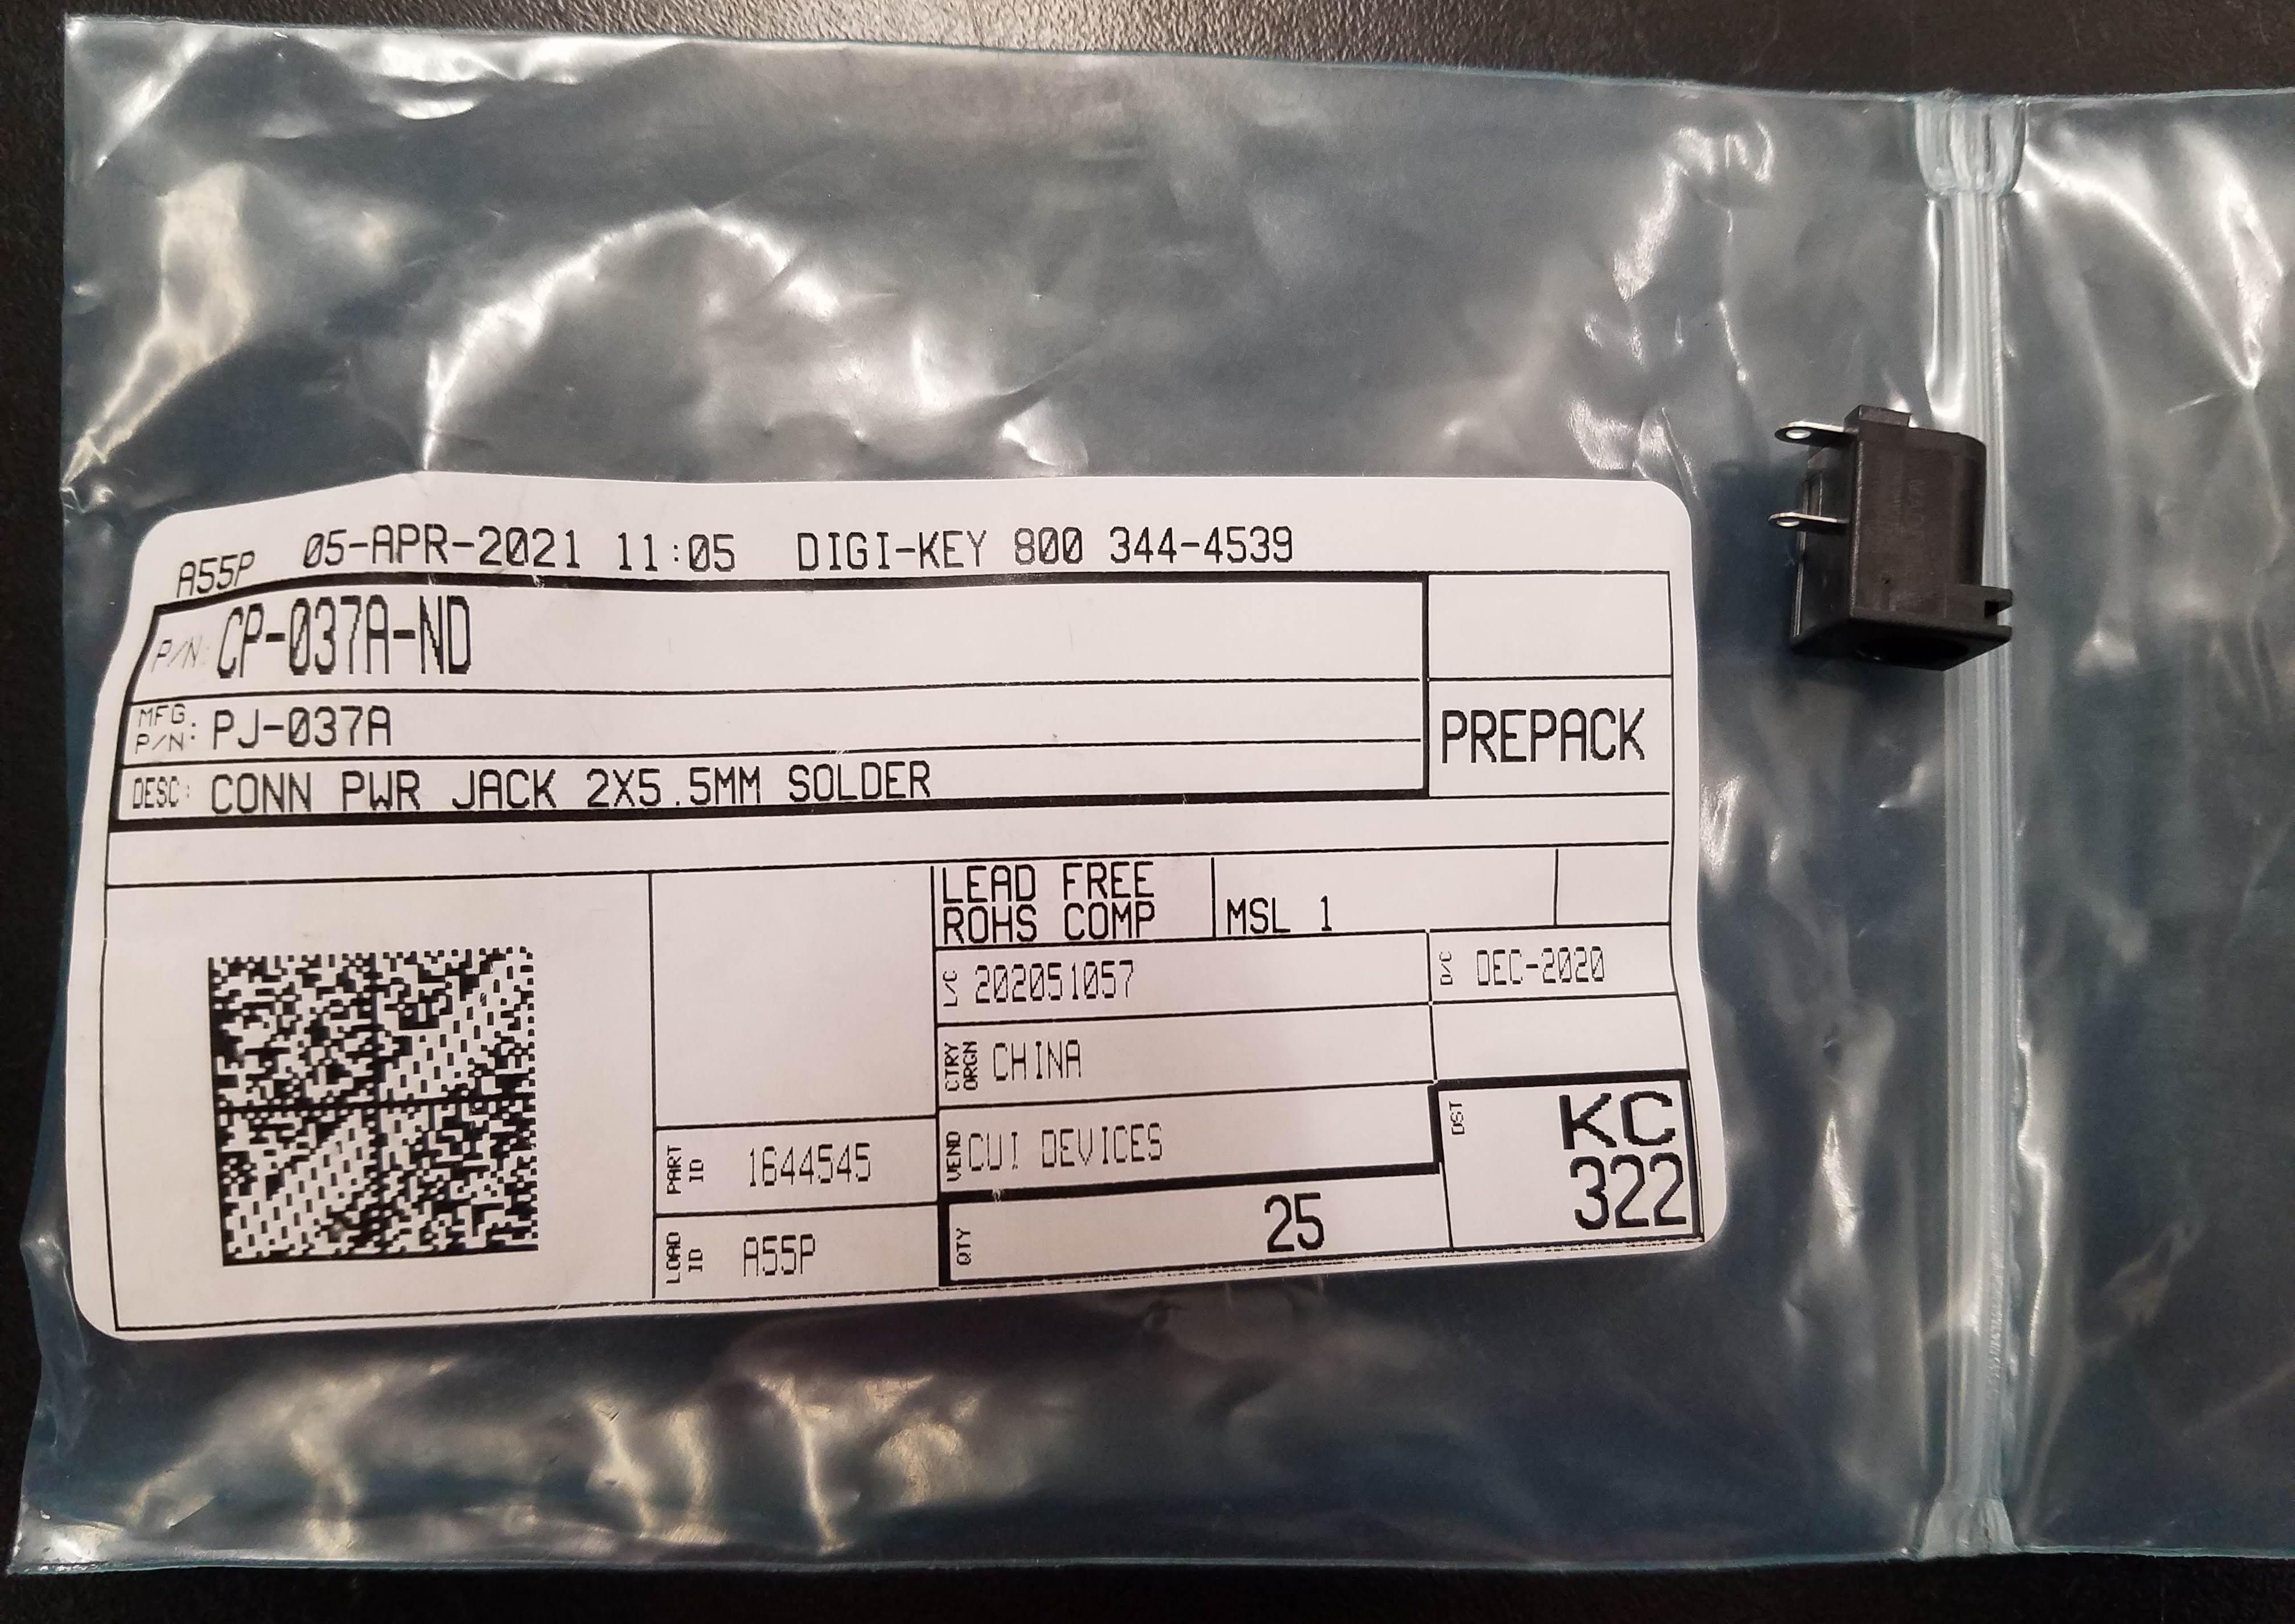 A55P 05-APR-2021 11:05 DIGI-KEY 800 344-4539
P/N: CP-037A-ND
MFG. P/N: PJ-037A
DESC: CONN PWR JACK 2X5.5MM SOLDER
PREPACK
LEAD FREE
ROHS COMP
MSL 1
L/C 202051057
D/C DEC-2020
CTRY ORGN CHINA
PART ID 1644545
VEND CUI DEVICES
DST KC
322
LOAD ID A55P
QTY 25